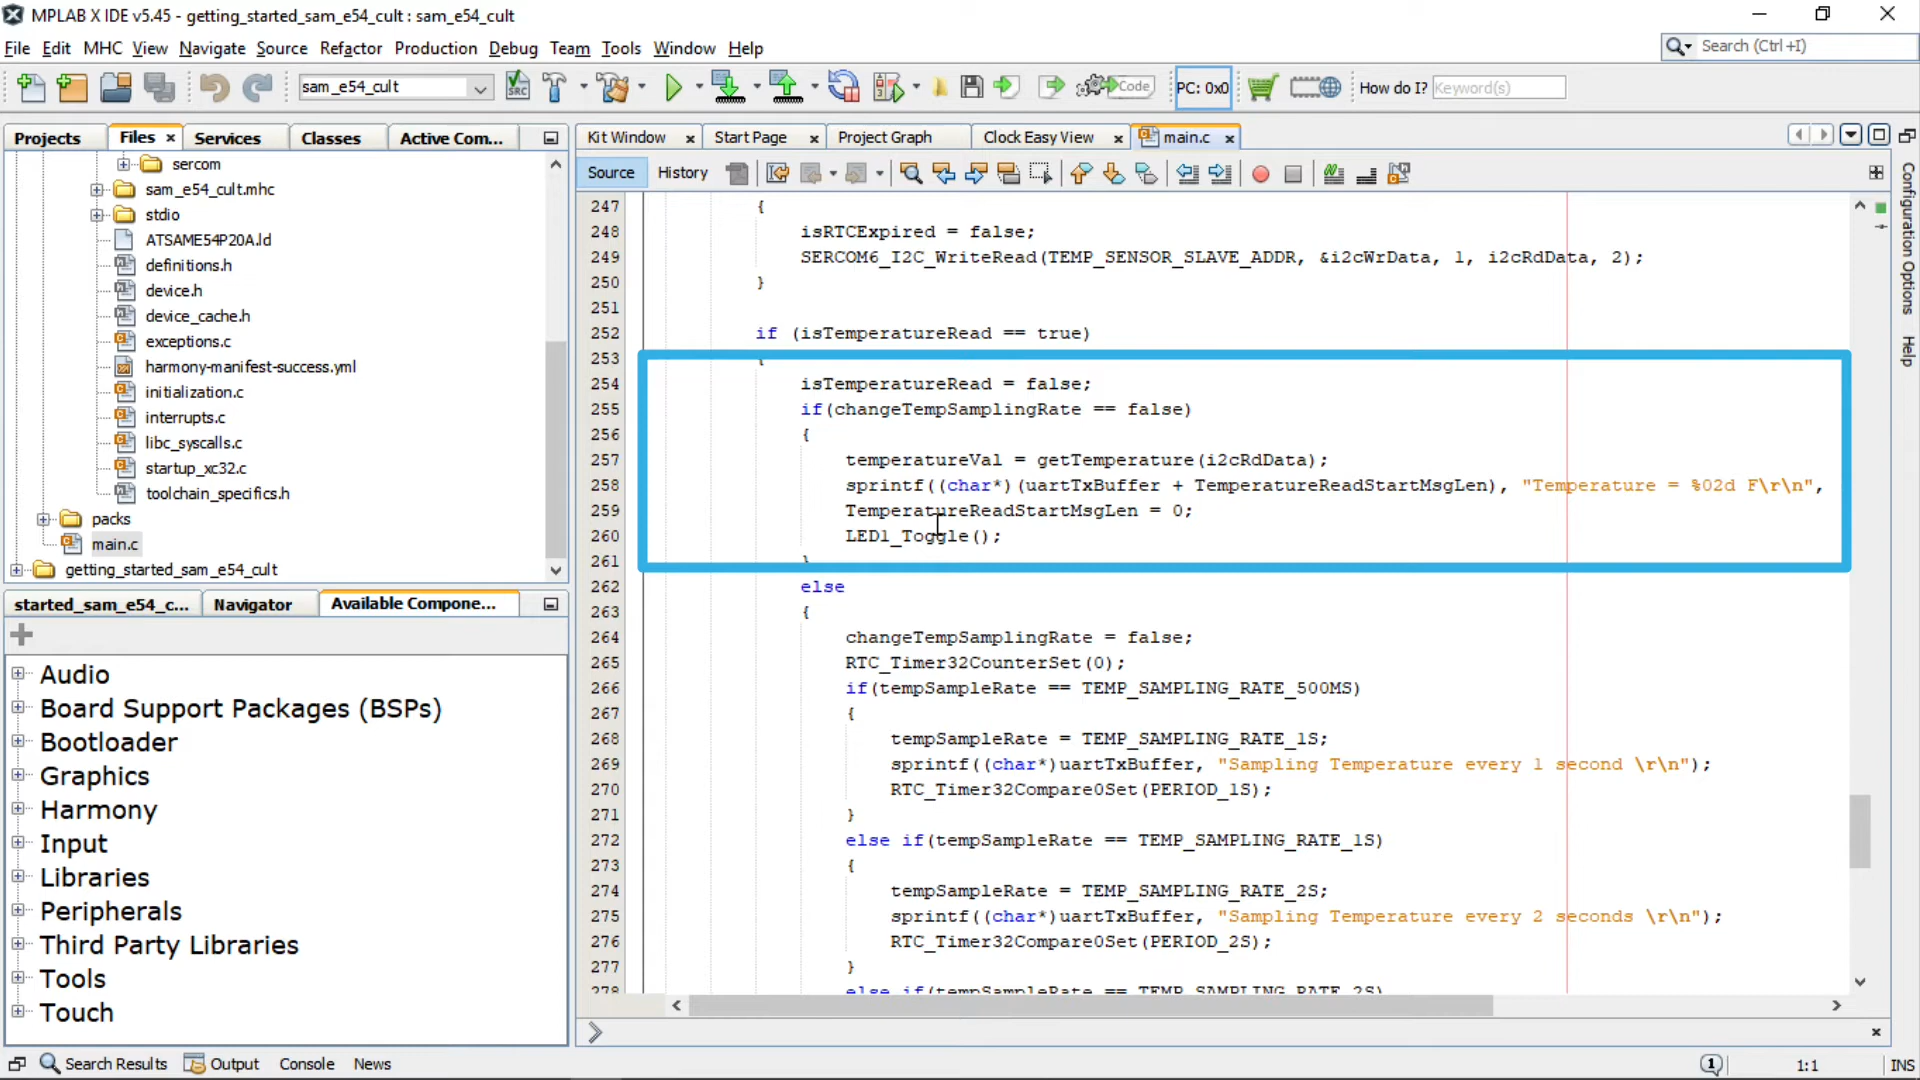 MPLAB X IDE v5.45 - getting_started_sam_e54_cult : sam_e54_cult
File Edit MHC View Navigate Source Refactor Production Debug Team Tools Window Help
Search (Ctrl+I)
sam_e54_cult
SRC
Code
PC: 0x0
How do I? Keyword(s)
Projects Files Services Classes Active Com...
Kit Window Start Page Project Graph Clock Easy View main.c
Source History
sercom
sam_e54_cult.mhc
stdio
ATSAME54P20A.ld
definitions.h
device.h
device_cache.h
exceptions.c
harmony-manifest-success.yml
initialization.c
interrupts.c
libc_syscalls.c
startup_xc32.c
toolchain_specifics.h
packs
main.c
getting_started_sam_e54_cult
started_sam_e54_c... Navigator Available Compone...
Audio
Board Support Packages (BSPs)
Bootloader
Graphics
Harmony
Input
Libraries
Peripherals
Third Party Libraries
Tools
Touch
247 {
248 isRTCExpired = false;
249 SERCOM6_I2C_WriteRead(TEMP_SENSOR_SLAVE_ADDR, &i2cWrData, 1, i2cRdData, 2);
250 }
251
252 if (isTemperatureRead == true)
253 {
254 isTemperatureRead = false;
255 if(changeTempSamplingRate == false)
256 {
257 temperatureVal = getTemperature(i2cRdData);
258 sprintf((char*)(uartTxBuffer + TemperatureReadStartMsgLen), "Temperature = %02d F\r\n",
259 TemperatureReadStartMsgLen = 0;
260 LED1_Toggle();
261 }
262 else
263 {
264 changeTempSamplingRate = false;
265 RTC_Timer32CounterSet(0);
266 if(tempSampleRate == TEMP_SAMPLING_RATE_500MS)
267 {
268 tempSampleRate = TEMP_SAMPLING_RATE_1S;
269 sprintf((char*)uartTxBuffer, "Sampling Temperature every 1 second \r\n");
270 RTC_Timer32Compare0Set(PERIOD_1S);
271 }
272 else if(tempSampleRate == TEMP_SAMPLING_RATE_1S)
273 {
274 tempSampleRate = TEMP_SAMPLING_RATE_2S;
275 sprintf((char*)uartTxBuffer, "Sampling Temperature every 2 seconds \r\n");
276 RTC_Timer32Compare0Set(PERIOD_2S);
277 }
278 else if(tempSampleRate == TEMP_SAMPLING_RATE_2S)
Configuration Options
Help
Search Results Output Console News
1 1:1 INS